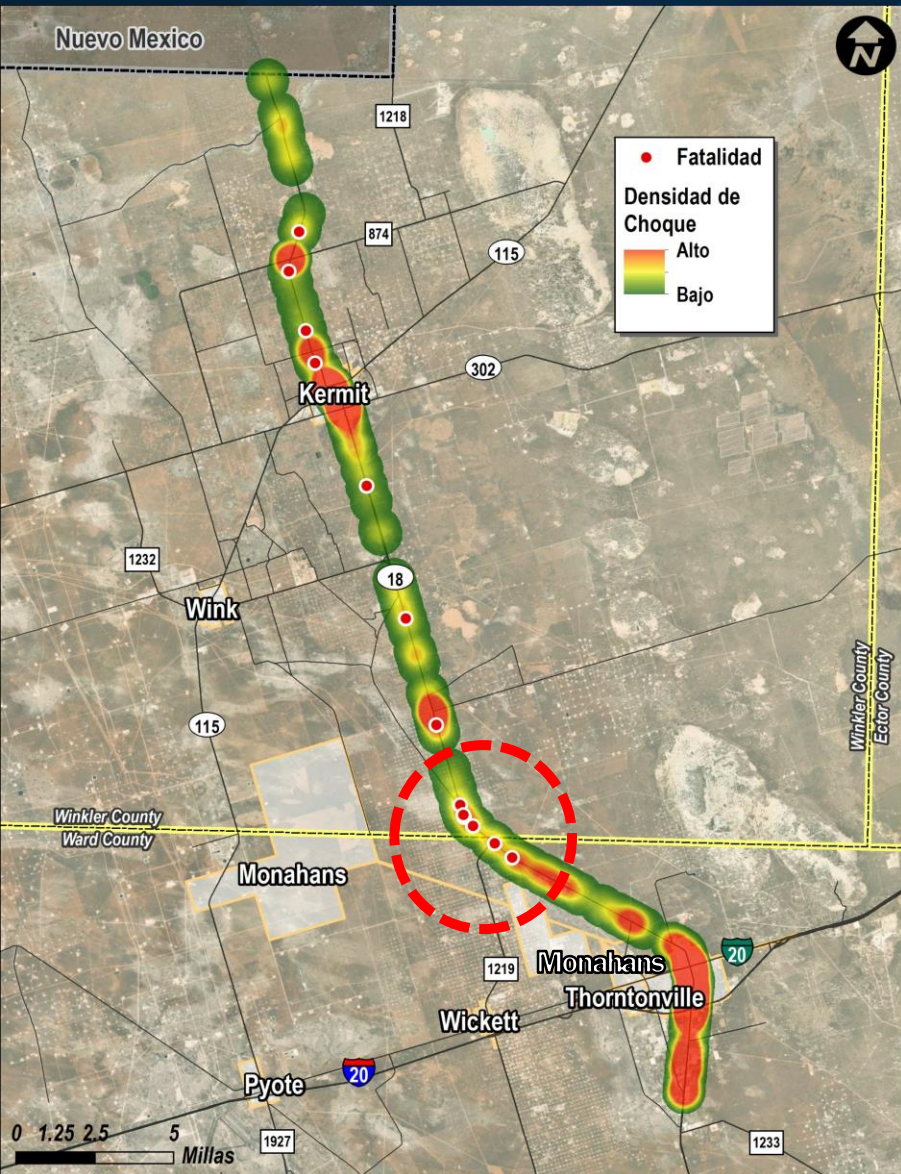 Nuevo Mexico
N
1218
Fatalidad
Densidad de
Choque
Alto
Bajo
874
115
302
Kermit
1232
18
Wink
Winkler County
Ector County
115
Winkler County
Ward County
Monahans
Monahans
20
1219
Thorntonville
Wickett
20
Pyote
0 1.25 2.5 5
Millas
1927
1233